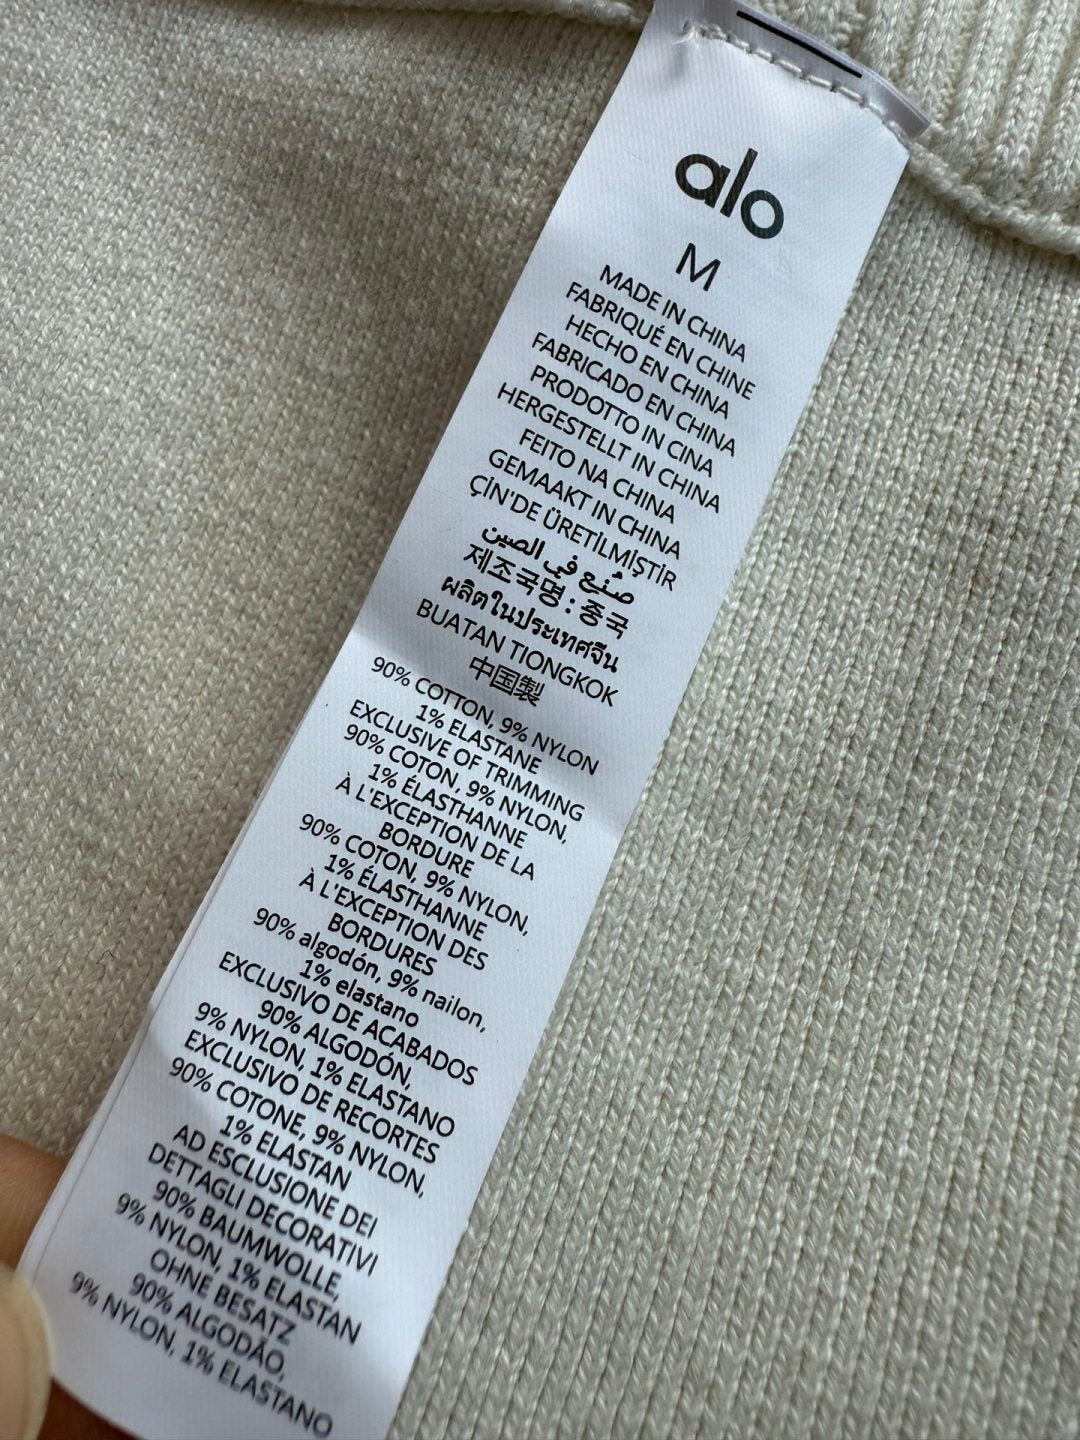 alo
M
MADE IN CHINA
FABRIQUÉ EN CHINE
HECHO EN CHINA
FABRICADO EN CHINA
PRODOTTO IN CINA
HERGESTELLT IN CHINA
FEITO NA CHINA
GEMAAKT IN CHINA
ÇİN'DE ÜRETİLMİŞTİR
صُنع في الصين
제조국명 : 중국
ผลิตในประเทศจีน
BUATAN TIONGKOK
中国製
90% COTTON, 9% NYLON
1% ELASTANE
EXCLUSIVE OF TRIMMING
90% COTON, 9% NYLON,
1% ÉLASTHANNE
À L'EXCEPTION DE LA
BORDURE
90% COTON, 9% NYLON,
1% ÉLASTHANNE
À L'EXCEPTION DES
BORDURES
90% algodón, 9% nailon,
1% elastano
EXCLUSIVO DE ACABADOS
90% ALGODÓN,
9% NYLON, 1% ELASTANO
EXCLUSIVO DE RECORTES
90% COTONE, 9% NYLON,
1% ELASTAN
AD ESCLUSIONE DEI
DETTAGLI DECORATIVI
90% BAUMWOLLE,
9% NYLON, 1% ELASTAN
OHNE BESATZ
90% ALGODÃO,
9% NYLON, 1% ELASTANO